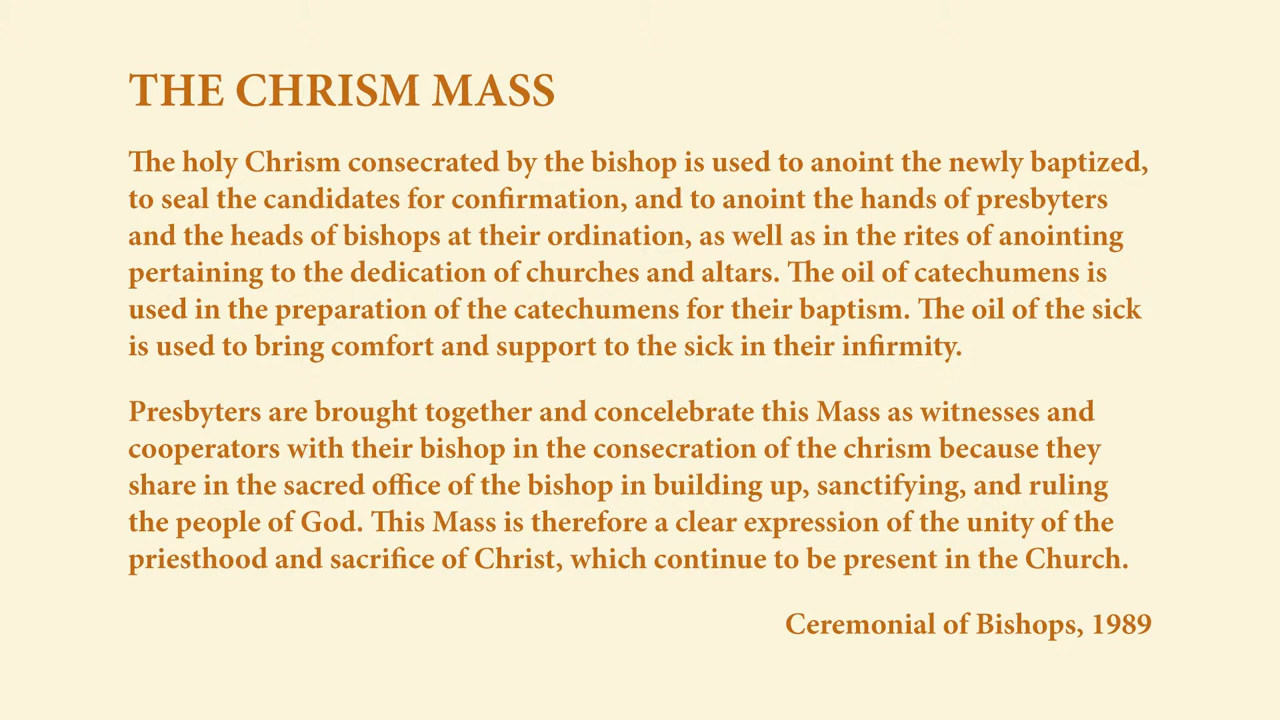 THE CHRISM MASS
The holy Chrism consecrated by the bishop is used to anoint the newly baptized,
to seal the candidates for confirmation, and to anoint the hands of presbyters
and the heads of bishops at their ordination, as well as in the rites of anointing
pertaining to the dedication of churches and altars. The oil of catechumens is
used in the preparation of the catechumens for their baptism. The oil of the sick
is used to bring comfort and support to the sick in their infirmity.
Presbyters are brought together and concelebrate this Mass as witnesses and
cooperators with their bishop in the consecration of the chrism because they
share in the sacred office of the bishop in building up, sanctifying, and ruling
the people of God. This Mass is therefore a clear expression of the unity of the
priesthood and sacrifice of Christ, which continue to be present in the Church.
Ceremonial of Bishops, 1989